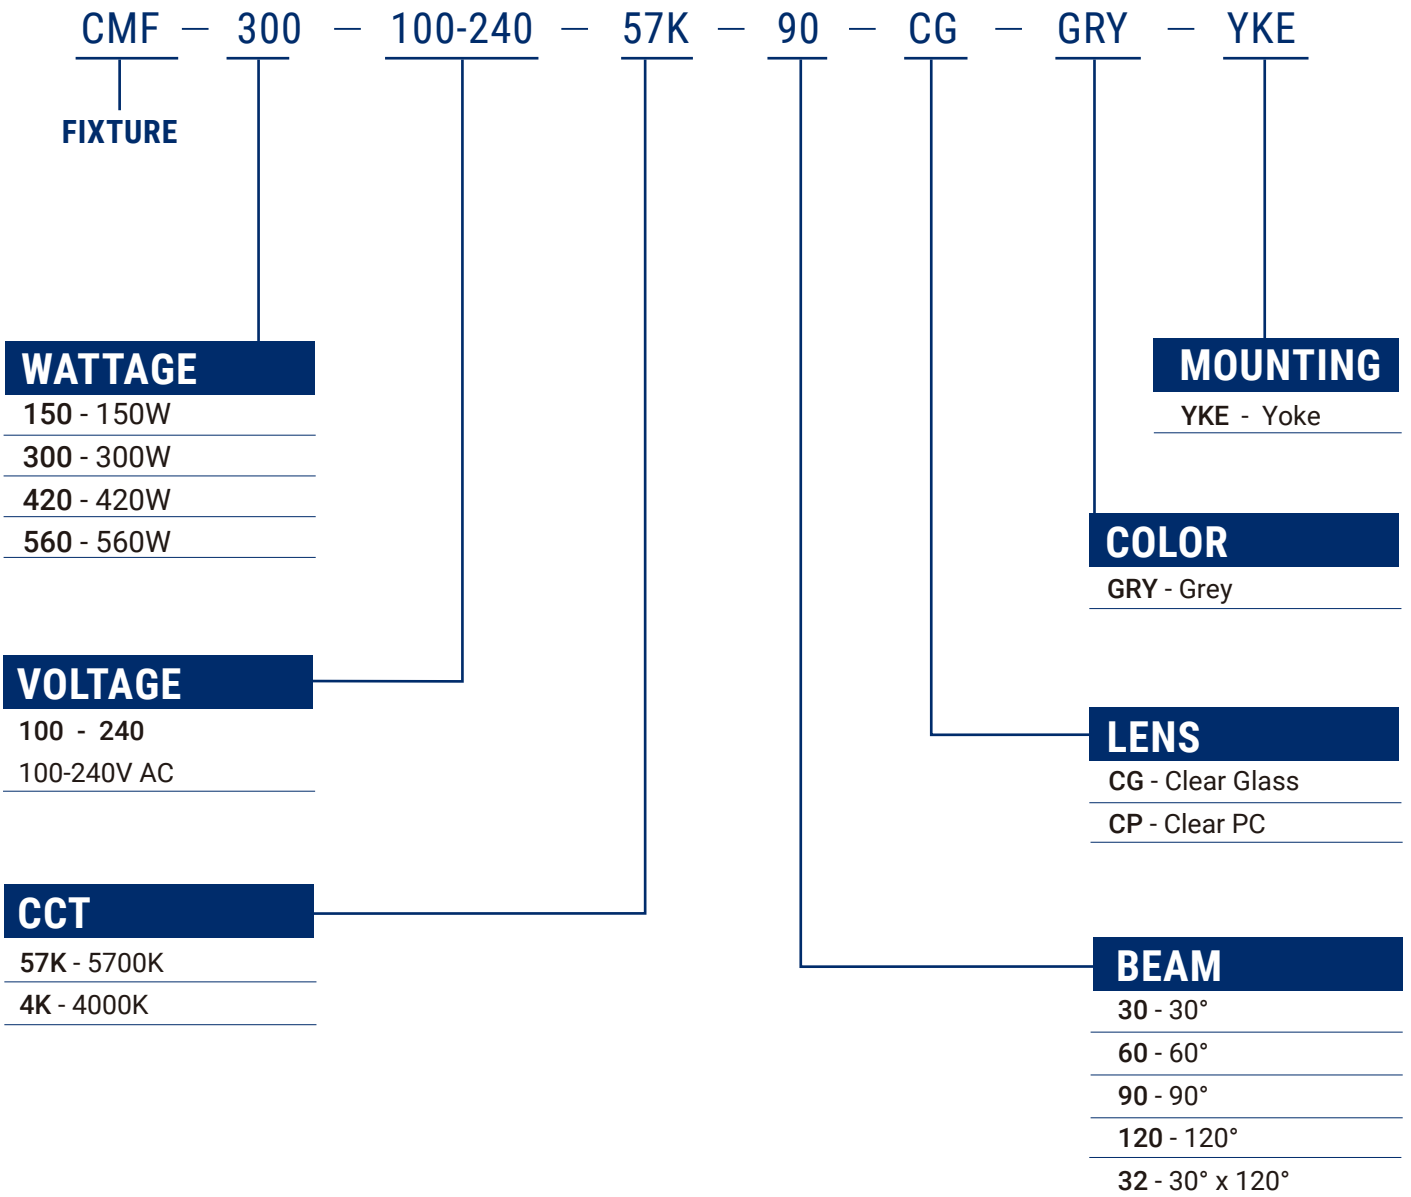 CMF — 300 — 100-240 — 57K — 90 — CG — GRY — YKE
FIXTURE
WATTAGE
150 - 150W
300 - 300W
420 - 420W
560 - 560W
VOLTAGE
100 - 240
100-240V AC
CCT
57K - 5700K
4K - 4000K
MOUNTING
YKE - Yoke
COLOR
GRY - Grey
LENS
CG - Clear Glass
CP - Clear PC
BEAM
30 - 30°
60 - 60°
90 - 90°
120 - 120°
32 - 30° x 120°